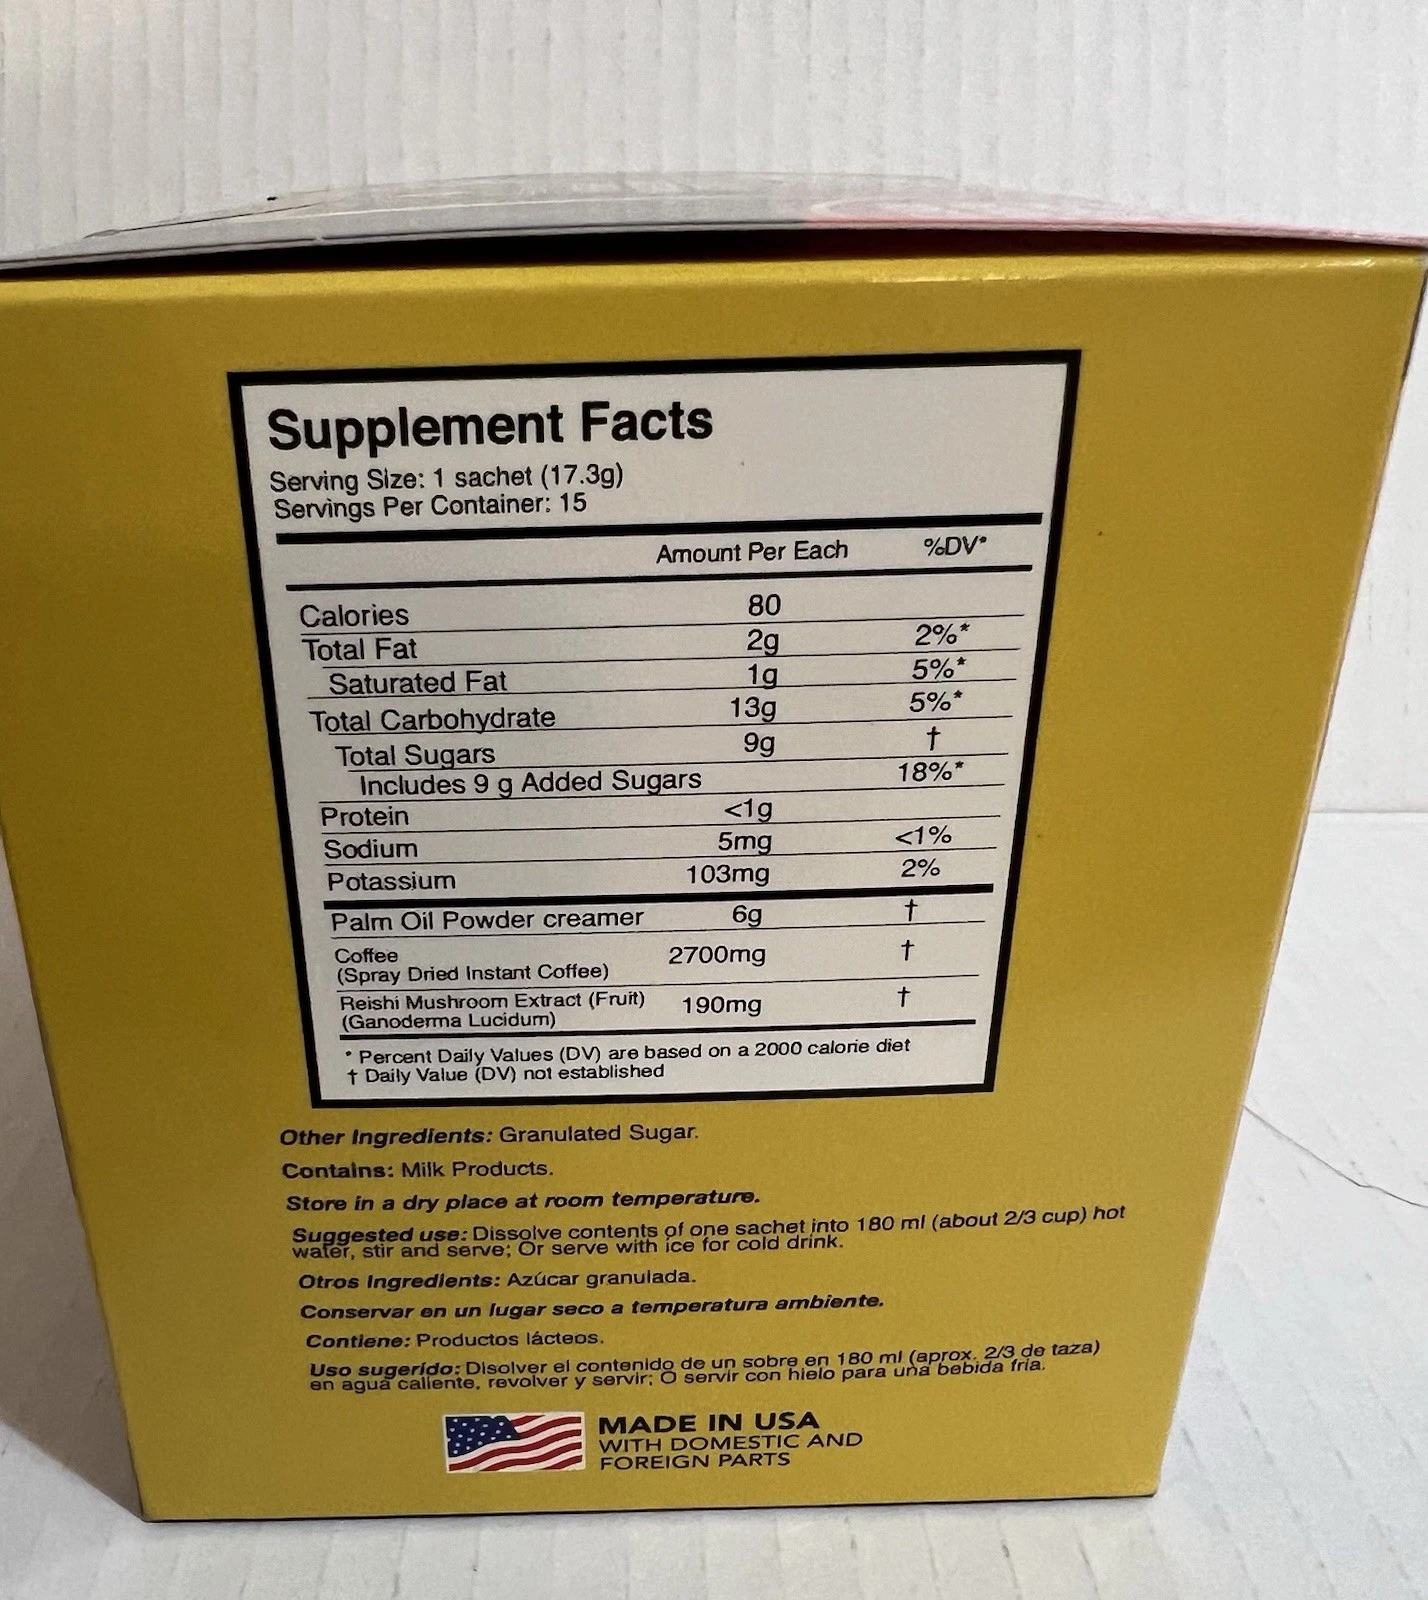 Supplement Facts
Serving Size: 1 sachet (17.3g)
Servings Per Container: 15
Amount Per Each %DV*
Calories 80
Total Fat 2g 2%*
Saturated Fat 1g 5%*
Total Carbohydrate 13g 5%*
Total Sugars 9g †
Includes 9 g Added Sugars 18%*
Protein <1g
Sodium 5mg <1%
Potassium 103mg 2%
Palm Oil Powder creamer 6g †
Coffee
(Spray Dried Instant Coffee) 2700mg †
Reishi Mushroom Extract (Fruit)
(Ganoderma Lucidum) 190mg †
* Percent Daily Values (DV) are based on a 2000 calorie diet
† Daily Value (DV) not established
Other Ingredients: Granulated Sugar.
Contains: Milk Products.
Store in a dry place at room temperature.
Suggested use: Dissolve contents of one sachet into 180 ml (about 2/3 cup) hot
water, stir and serve; Or serve with ice for cold drink.
Otros Ingredients: Azúcar granulada.
Conservar en un lugar seco a temperatura ambiente.
Contiene: Productos lácteos.
Uso sugerido: Disolver el contenido de un sobre en 180 ml (aprox. 2/3 de taza)
en agua caliente, revolver y servir; O servir con hielo para una bebida fria.
MADE IN USA
WITH DOMESTIC AND
FOREIGN PARTS